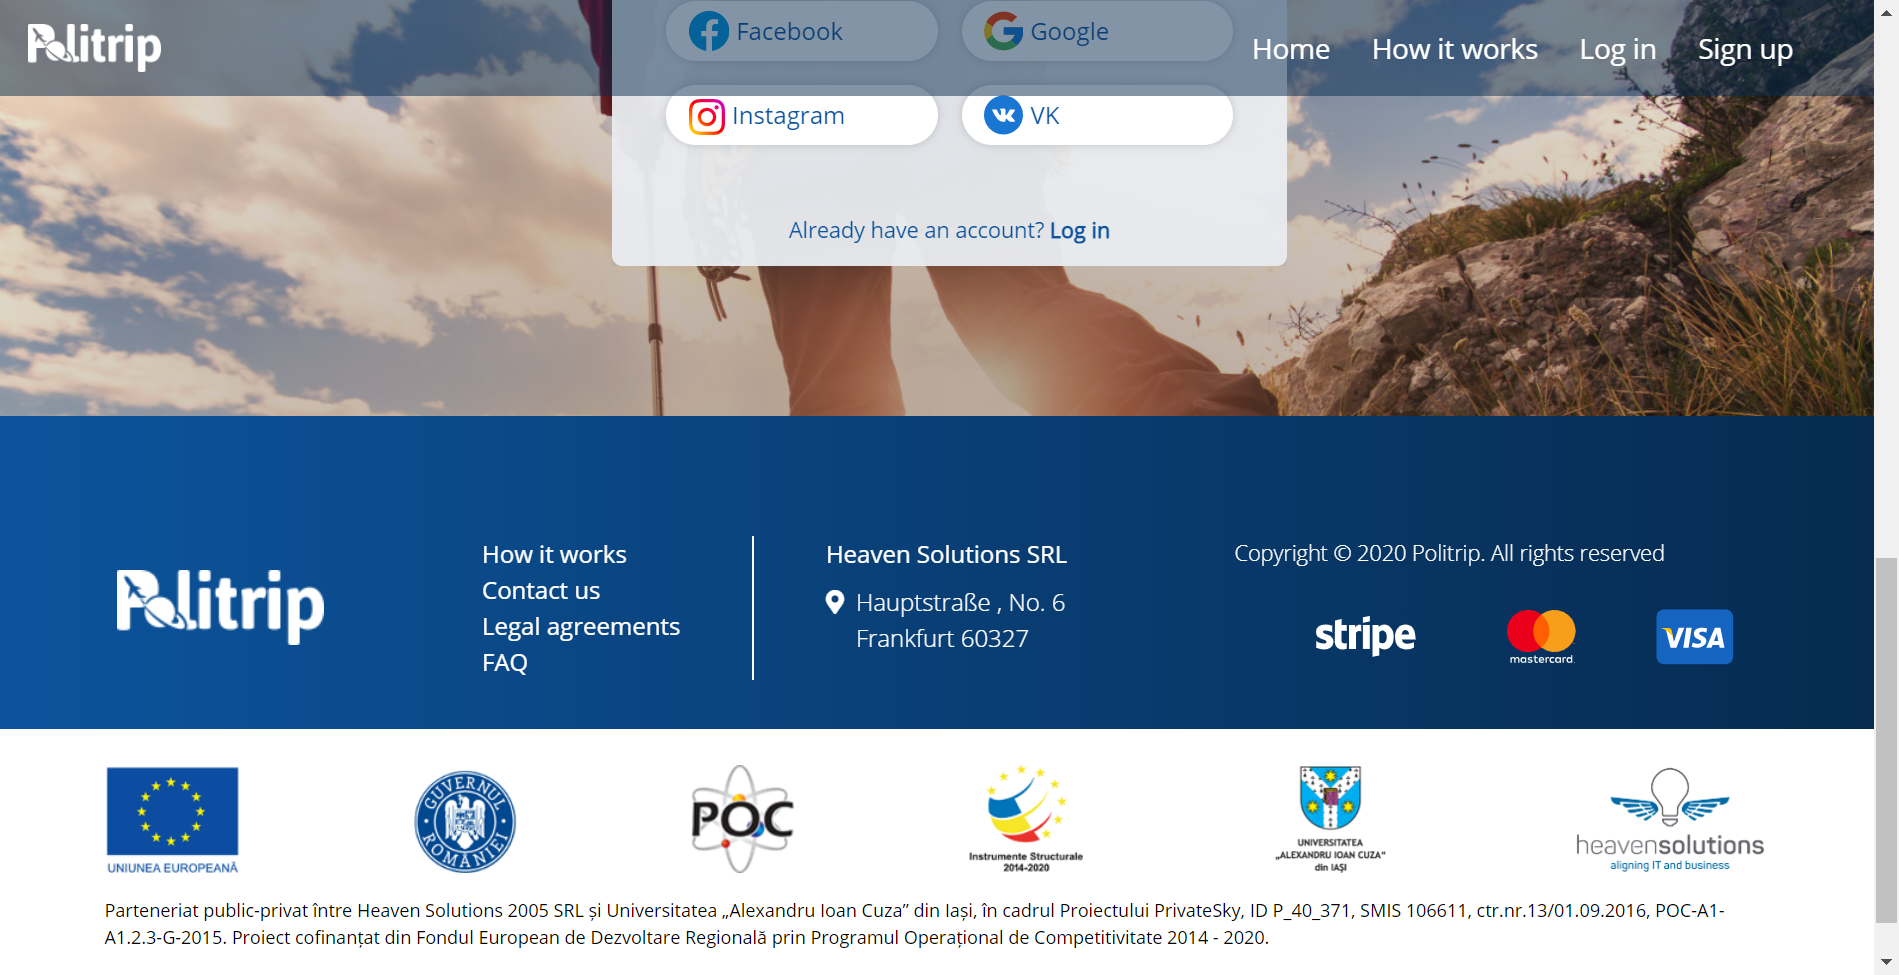 Politrip
Home How it works Log in Sign up
Facebook Google
Instagram VK
Already have an account? Log in
Politrip
How it works
Contact us
Legal agreements
FAQ
Heaven Solutions SRL
Hauptstraße , No. 6
Frankfurt 60327
Copyright © 2020 Politrip. All rights reserved
stripe
mastercard.
VISA
UNIUNEA EUROPEANĂ
GUVERNUL ROMÂNIEI
POC
Instrumente Structurale
2014-2020
UNIVERSITATEA
„ALEXANDRU IOAN CUZA”
din IAȘI
heavensolutions
aligning IT and business
Parteneriat public-privat între Heaven Solutions 2005 SRL și Universitatea „Alexandru Ioan Cuza” din Iași, în cadrul Proiectului PrivateSky, ID P_40_371, SMIS 106611, ctr.nr.13/01.09.2016, POC-A1-
A1.2.3-G-2015. Proiect cofinanțat din Fondul European de Dezvoltare Regională prin Programul Operațional de Competitivitate 2014 - 2020.